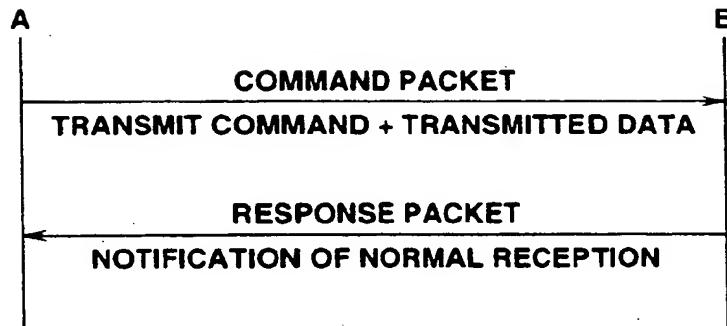 A
B
COMMAND PACKET
TRANSMIT COMMAND + TRANSMITTED DATA
RESPONSE PACKET
NOTIFICATION OF NORMAL RECEPTION